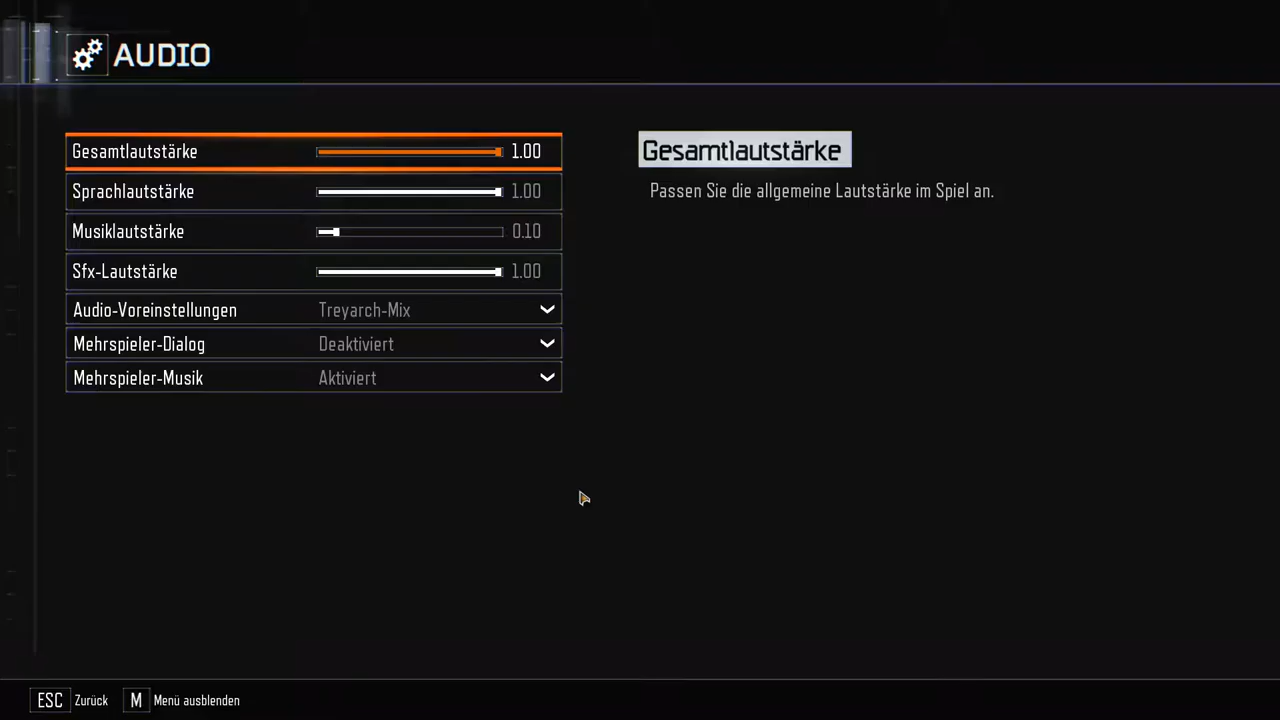 AUDIO
Gesamtlautstärke 1.00
Sprachlautstärke 1.00
Musiklautstärke 0.10
Sfx-Lautstärke 1.00
Audio-Voreinstellungen Treyarch-Mix
Mehrspieler-Dialog Deaktiviert
Mehrspieler-Musik Aktiviert
Gesamtlautstärke
Passen Sie die allgemeine Lautstärke im Spiel an.
ESC Zurück M Menü ausblenden